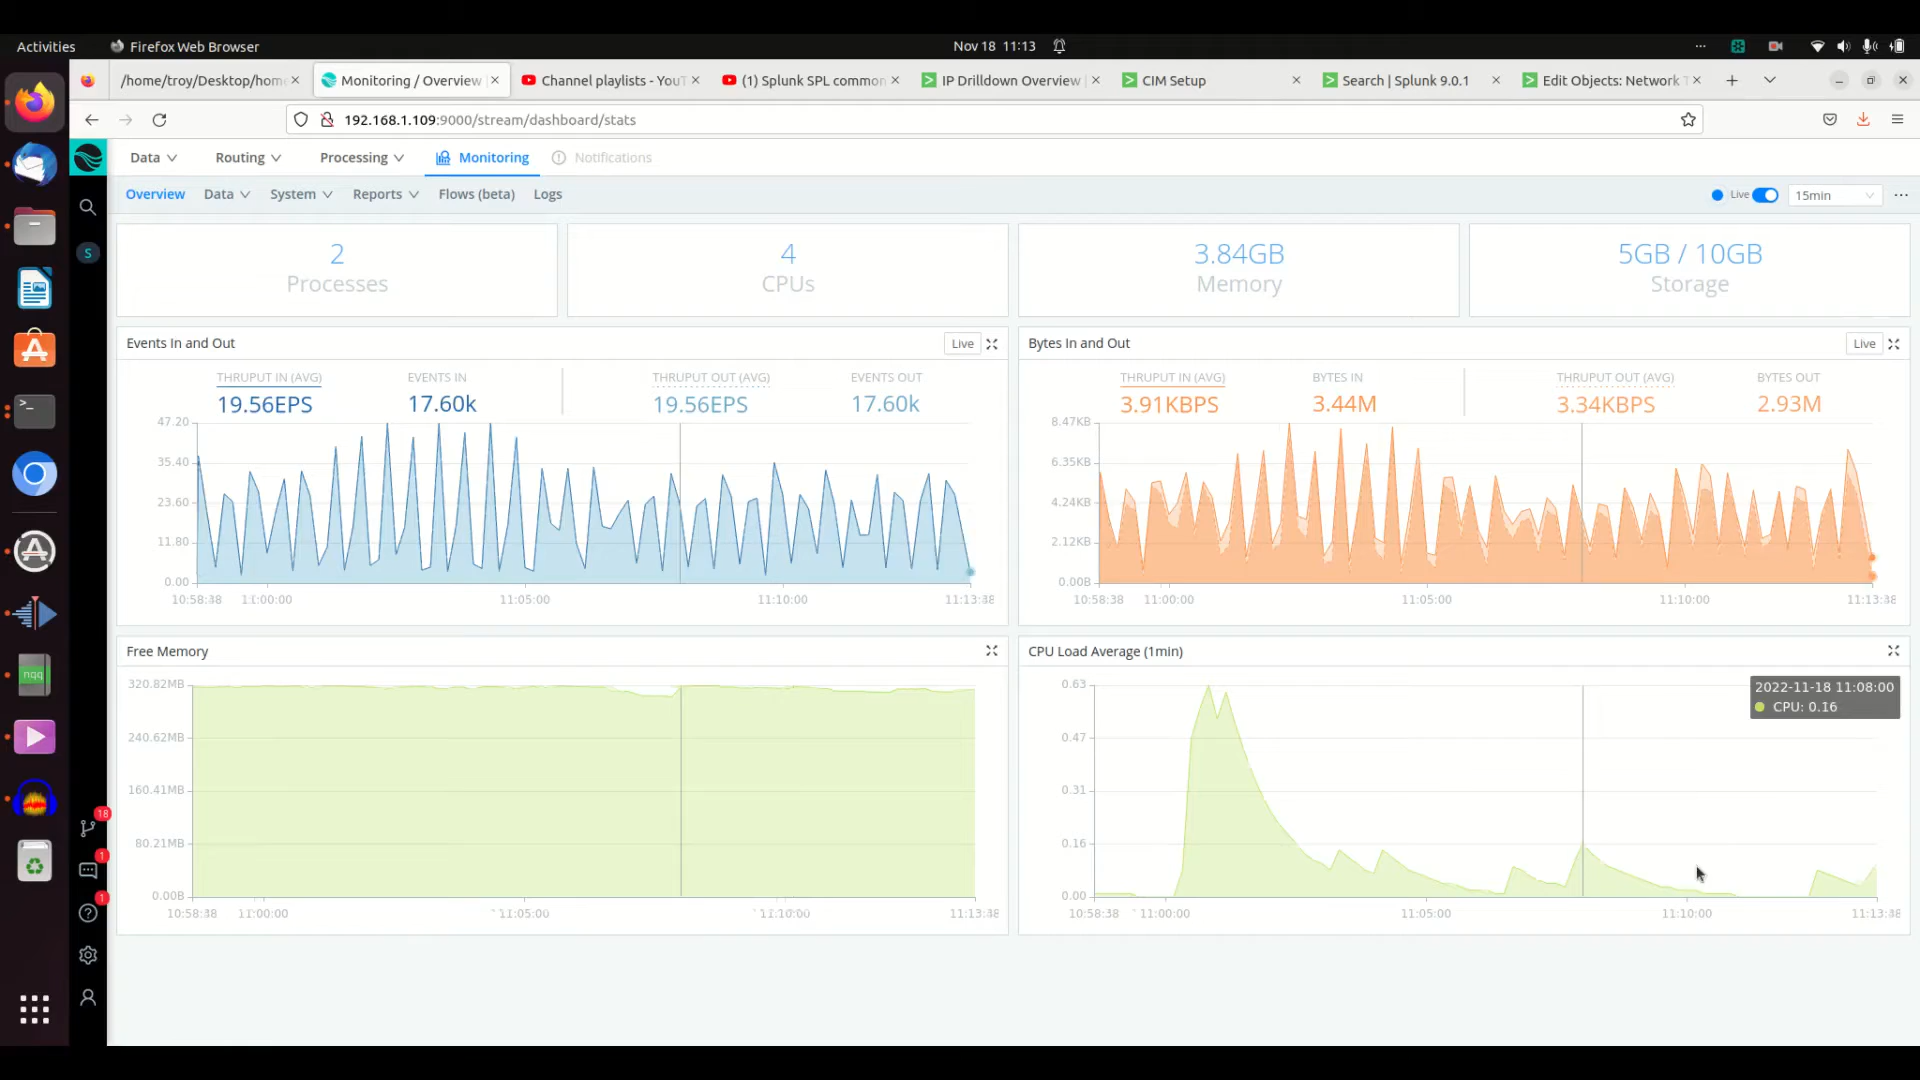 Activities
Firefox Web Browser
Nov 18 11:13
/home/troy/Desktop/hom
Monitoring / Overview
Channel playlists - YouT
(1) Splunk SPL common
IP Drilldown Overview
CIM Setup
Search | Splunk 9.0.1
Edit Objects: Network T
192.168.1.109:9000/stream/dashboard/stats
Data
Routing
Processing
Monitoring
Notifications
Overview
Data
System
Reports
Flows (beta)
Logs
Live
15min
S
2
Processes
4
CPUs
3.84GB
Memory
5GB / 10GB
Storage
Events In and Out
Live
THRUPUT IN (AVG)
19.56EPS
EVENTS IN
17.60k
THRUPUT OUT (AVG)
19.56EPS
EVENTS OUT
17.60k
47.20
35.40
23.60
11.80
0.00
10:58:38
11:00:00
11:05:00
11:10:00
11:13:38
Bytes In and Out
Live
THRUPUT IN (AVG)
3.91KBPS
BYTES IN
3.44M
THRUPUT OUT (AVG)
3.34KBPS
BYTES OUT
2.93M
8.47KB
6.35KB
4.24KB
2.12KB
0.00B
10:58:38
11:00:00
11:05:00
11:10:00
11:13:38
Free Memory
320.82MB
240.62MB
160.41MB
80.21MB
0.00B
10:58:38
11:00:00
11:05:00
11:10:00
11:13:38
CPU Load Average (1min)
0.63
0.47
0.31
0.16
0.00
10:58:38
11:00:00
11:05:00
11:10:00
11:13:38
2022-11-18 11:08:00
CPU: 0.16
nqq
18
1
1